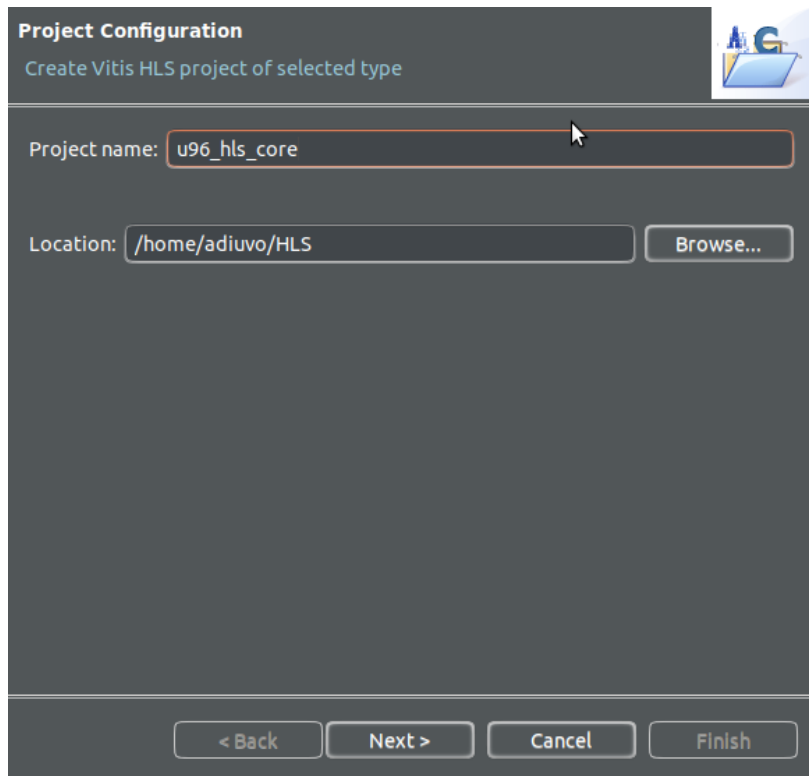 Project Configuration
Create Vitis HLS project of selected type
Project name: u96_hls_core
Location: /home/adiuvo/HLS Browse...
< Back Next > Cancel Finish